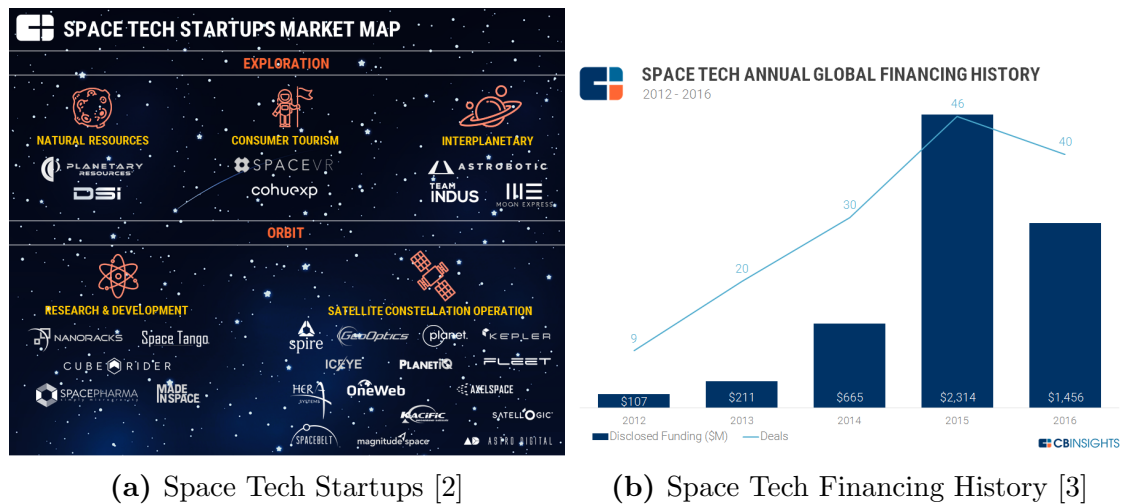 SPACE TECH STARTUPS MARKET MAP
EXPLORATION
NATURAL RESOURCES
CONSUMER TOURISM
INTERPLANETARY
PLANETARY
RESOURCES
DSI
SPACEVR
cohuexp
ASTROBOTIC
TEAM
INDUS
MOON EXPRESS
ORBIT
RESEARCH & DEVELOPMENT
SATELLITE CONSTELLATION OPERATION
NANORACKS
Space Tango
CUBE RIDER
SPACEPHARMA
MADE
INSPACE
spire
GEOOPTICS
planet.
KEPLER
ICEYE
PLANETIQ
FLEET
HERA
SYSTEMS
OneWeb
AXELSPACE
KACIFIC
SATELLOGIC
SPACEBELT
magnitude space
ASTRO DIGITAL
(a) Space Tech Startups [2]
SPACE TECH ANNUAL GLOBAL FINANCING HISTORY
2012 - 2016
9
20
30
46
40
$107
$211
$665
$2,314
$1,456
2012
2013
2014
2015
2016
Disclosed Funding ($M)
Deals
CBINSIGHTS
(b) Space Tech Financing History [3]